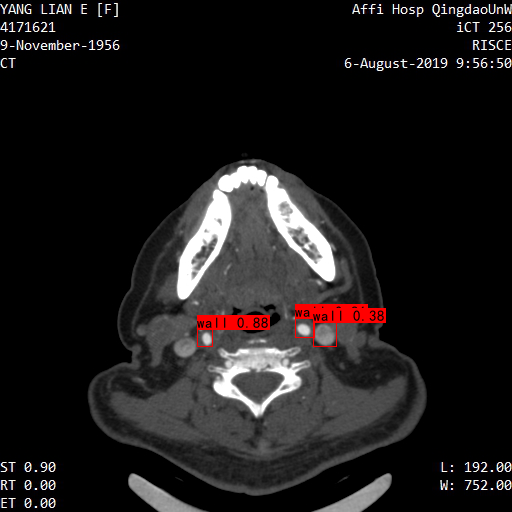 YANG LIAN E [F]
4171621
9-November-1956
CT
Affi Hosp QingdaoUnW
iCT 256
RISCE
6-August-2019 9:56:50
wall 0.88
wall 0.38
ST 0.90
RT 0.00
ET 0.00
L: 192.00
W: 752.00